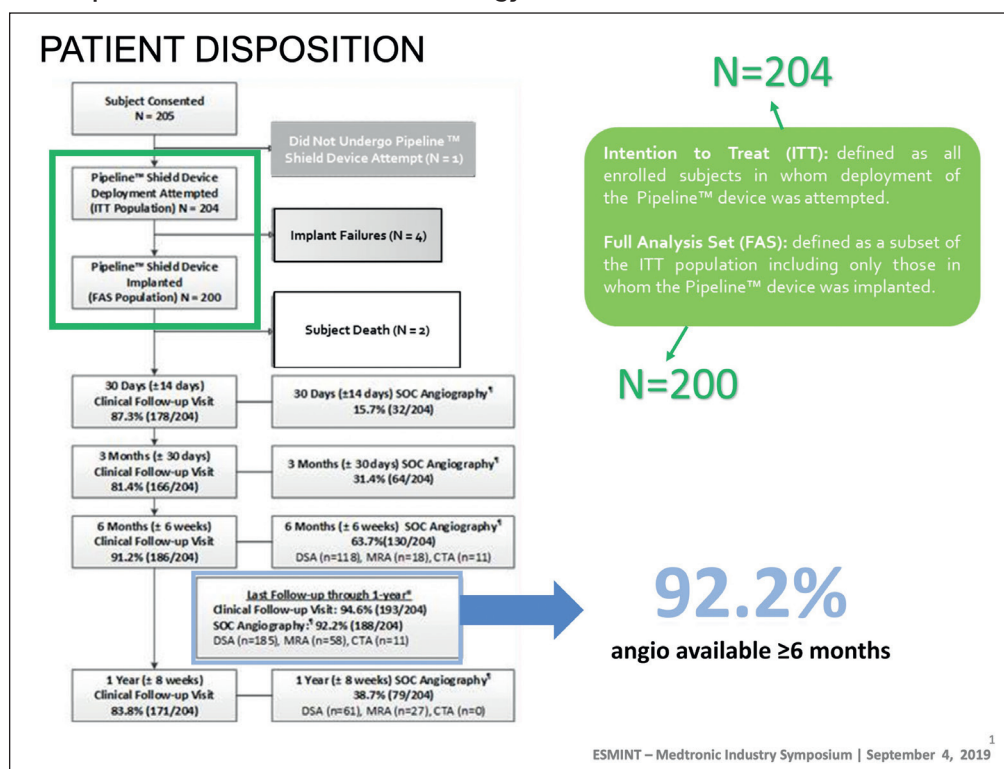 PATIENT DISPOSITION
Subject Consented
N = 205
Did Not Undergo Pipeline™
Shield Device Attempt (N = 1)
Pipeline™ Shield Device
Deployment Attempted
(ITT Population) N = 204
Implant Failures (N = 4)
Pipeline™ Shield Device
Implanted
(FAS Population) N = 200
Subject Death (N = 2)
30 Days (±14 days)
Clinical Follow-up Visit
87.3% (178/204)
30 Days (±14 days) SOC Angiography¶
15.7% (32/204)
3 Months (± 30 days)
Clinical Follow-up Visit
81.4% (166/204)
3 Months (± 30days) SOC Angiography¶
31.4% (64/204)
6 Months (± 6 weeks)
Clinical Follow-up Visit
91.2% (186/204)
6 Months (± 6 weeks) SOC Angiography¶
63.7%(130/204)
DSA (n=118), MRA (n=18), CTA (n=11)
Last Follow-up through 1-year*
Clinical Follow-up Visit: 94.6% (193/204)
SOC Angiography:¶ 92.2% (188/204)
DSA (n=185), MRA (n=58), CTA (n=11)
1 Year (± 8 weeks)
Clinical Follow-up Visit
83.8% (171/204)
1 Year (± 8 weeks) SOC Angiography¶
38.7% (79/204)
DSA (n=61), MRA (n=27), CTA (n=0)
N=204
Intention to Treat (ITT): defined as all
enrolled subjects in whom deployment of
the Pipeline™ device was attempted.
Full Analysis Set (FAS): defined as a subset of
the ITT population including only those in
whom the Pipeline™ device was implanted.
N=200
92.2%
angio available ≥6 months
1
ESMINT – Medtronic Industry Symposium | September 4, 2019